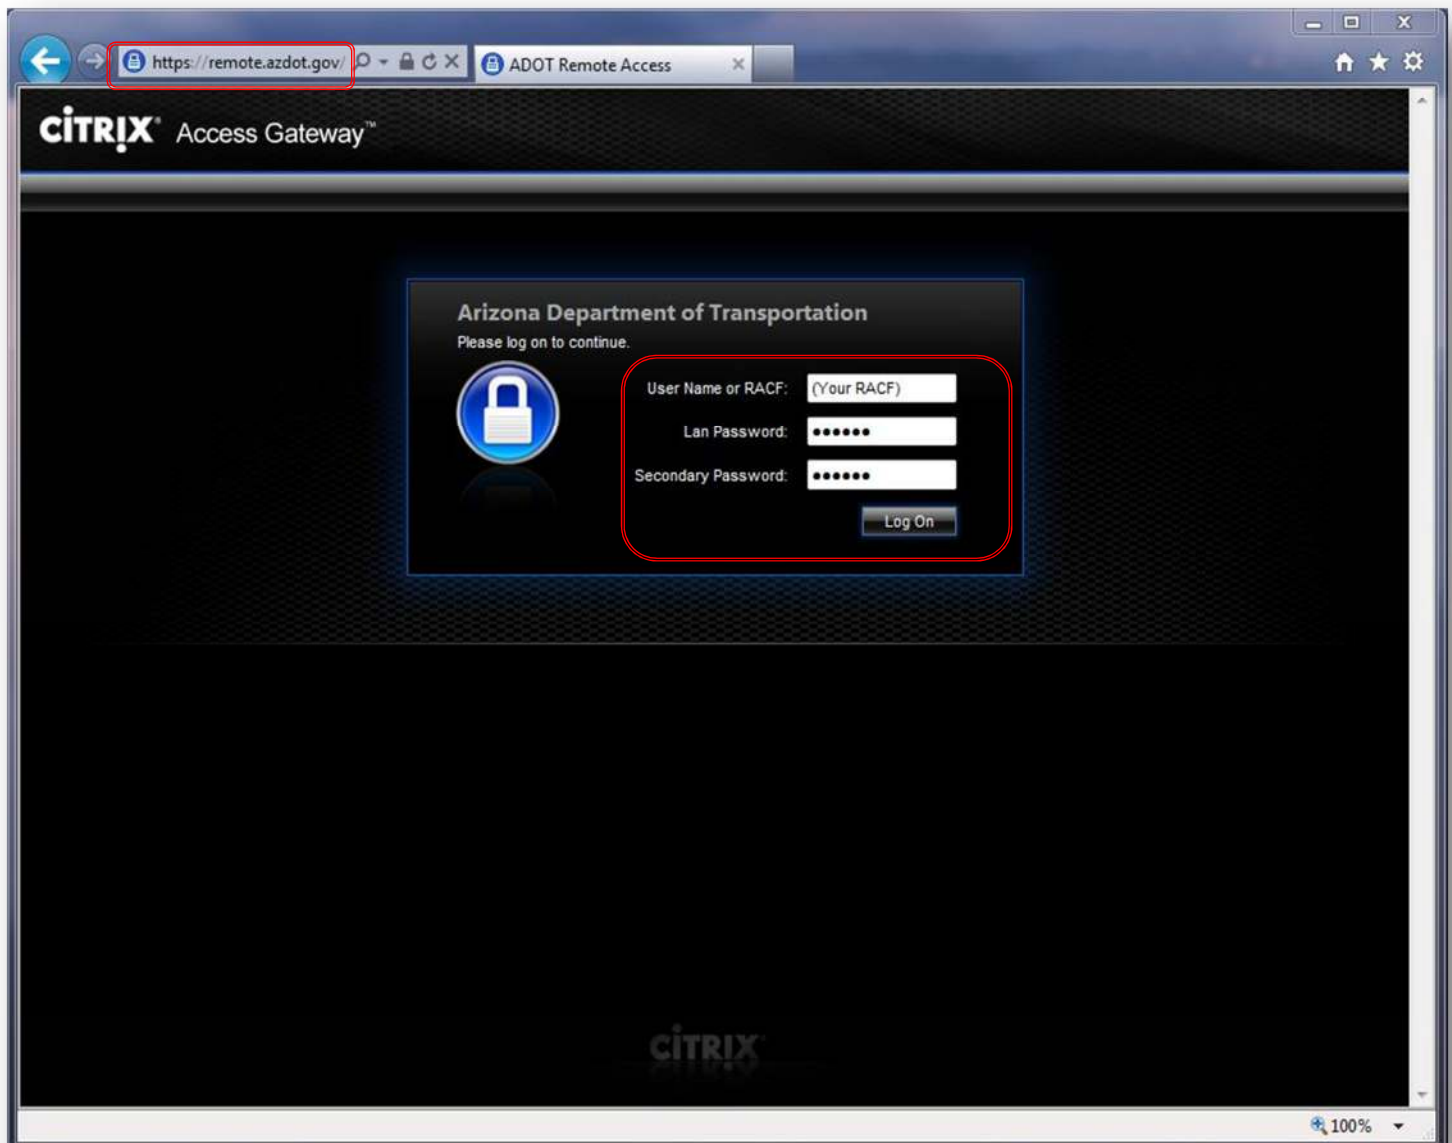 https://remote.azdot.gov/
ADOT Remote Access
CITRIX® Access Gateway™
Arizona Department of Transportation
Please log on to continue.
User Name or RACF: (Your RACF)
Lan Password: ●●●●●●
Secondary Password: ●●●●●●
Log On
CITRIX
100%